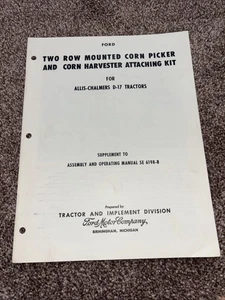 FORD
TWO ROW MOUNTED CORN PICKER
AND CORN HARVESTER ATTACHING KIT
FOR
ALLIS-CHALMERS D-17 TRACTORS
SUPPLEMENT TO
ASSEMBLY AND OPERATING MANUAL SE 6198-B
Prepared by
TRACTOR AND IMPLEMENT DIVISION
Ford Motor Company,
BIRMINGHAM, MICHIGAN